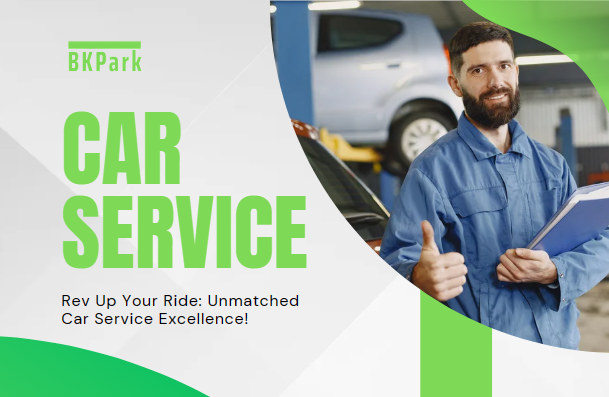 BKPark
CAR
SERVICE
Rev Up Your Ride: Unmatched
Car Service Excellence!